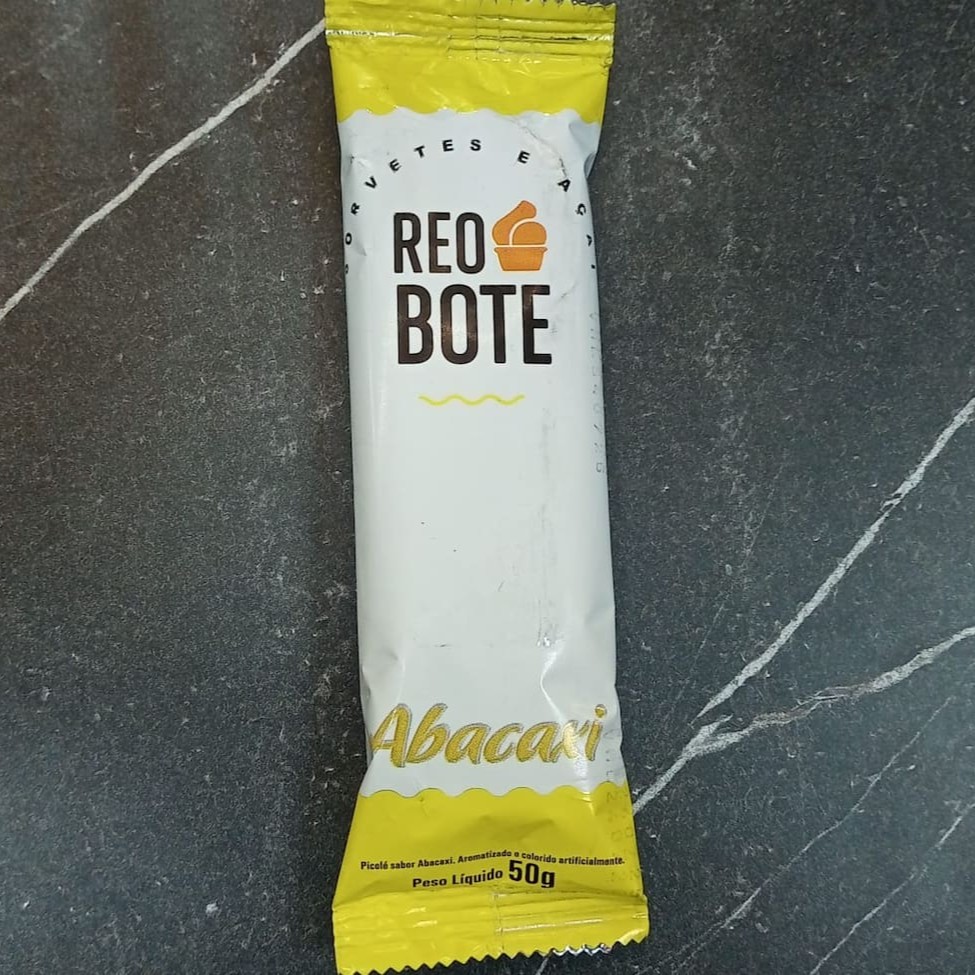 SORVETES E AÇAÍ
REO
BOTE
Abacaxi
Picolé sabor Abacaxi. Aromatizado e colorido artificialmente.
Peso Líquido 50g